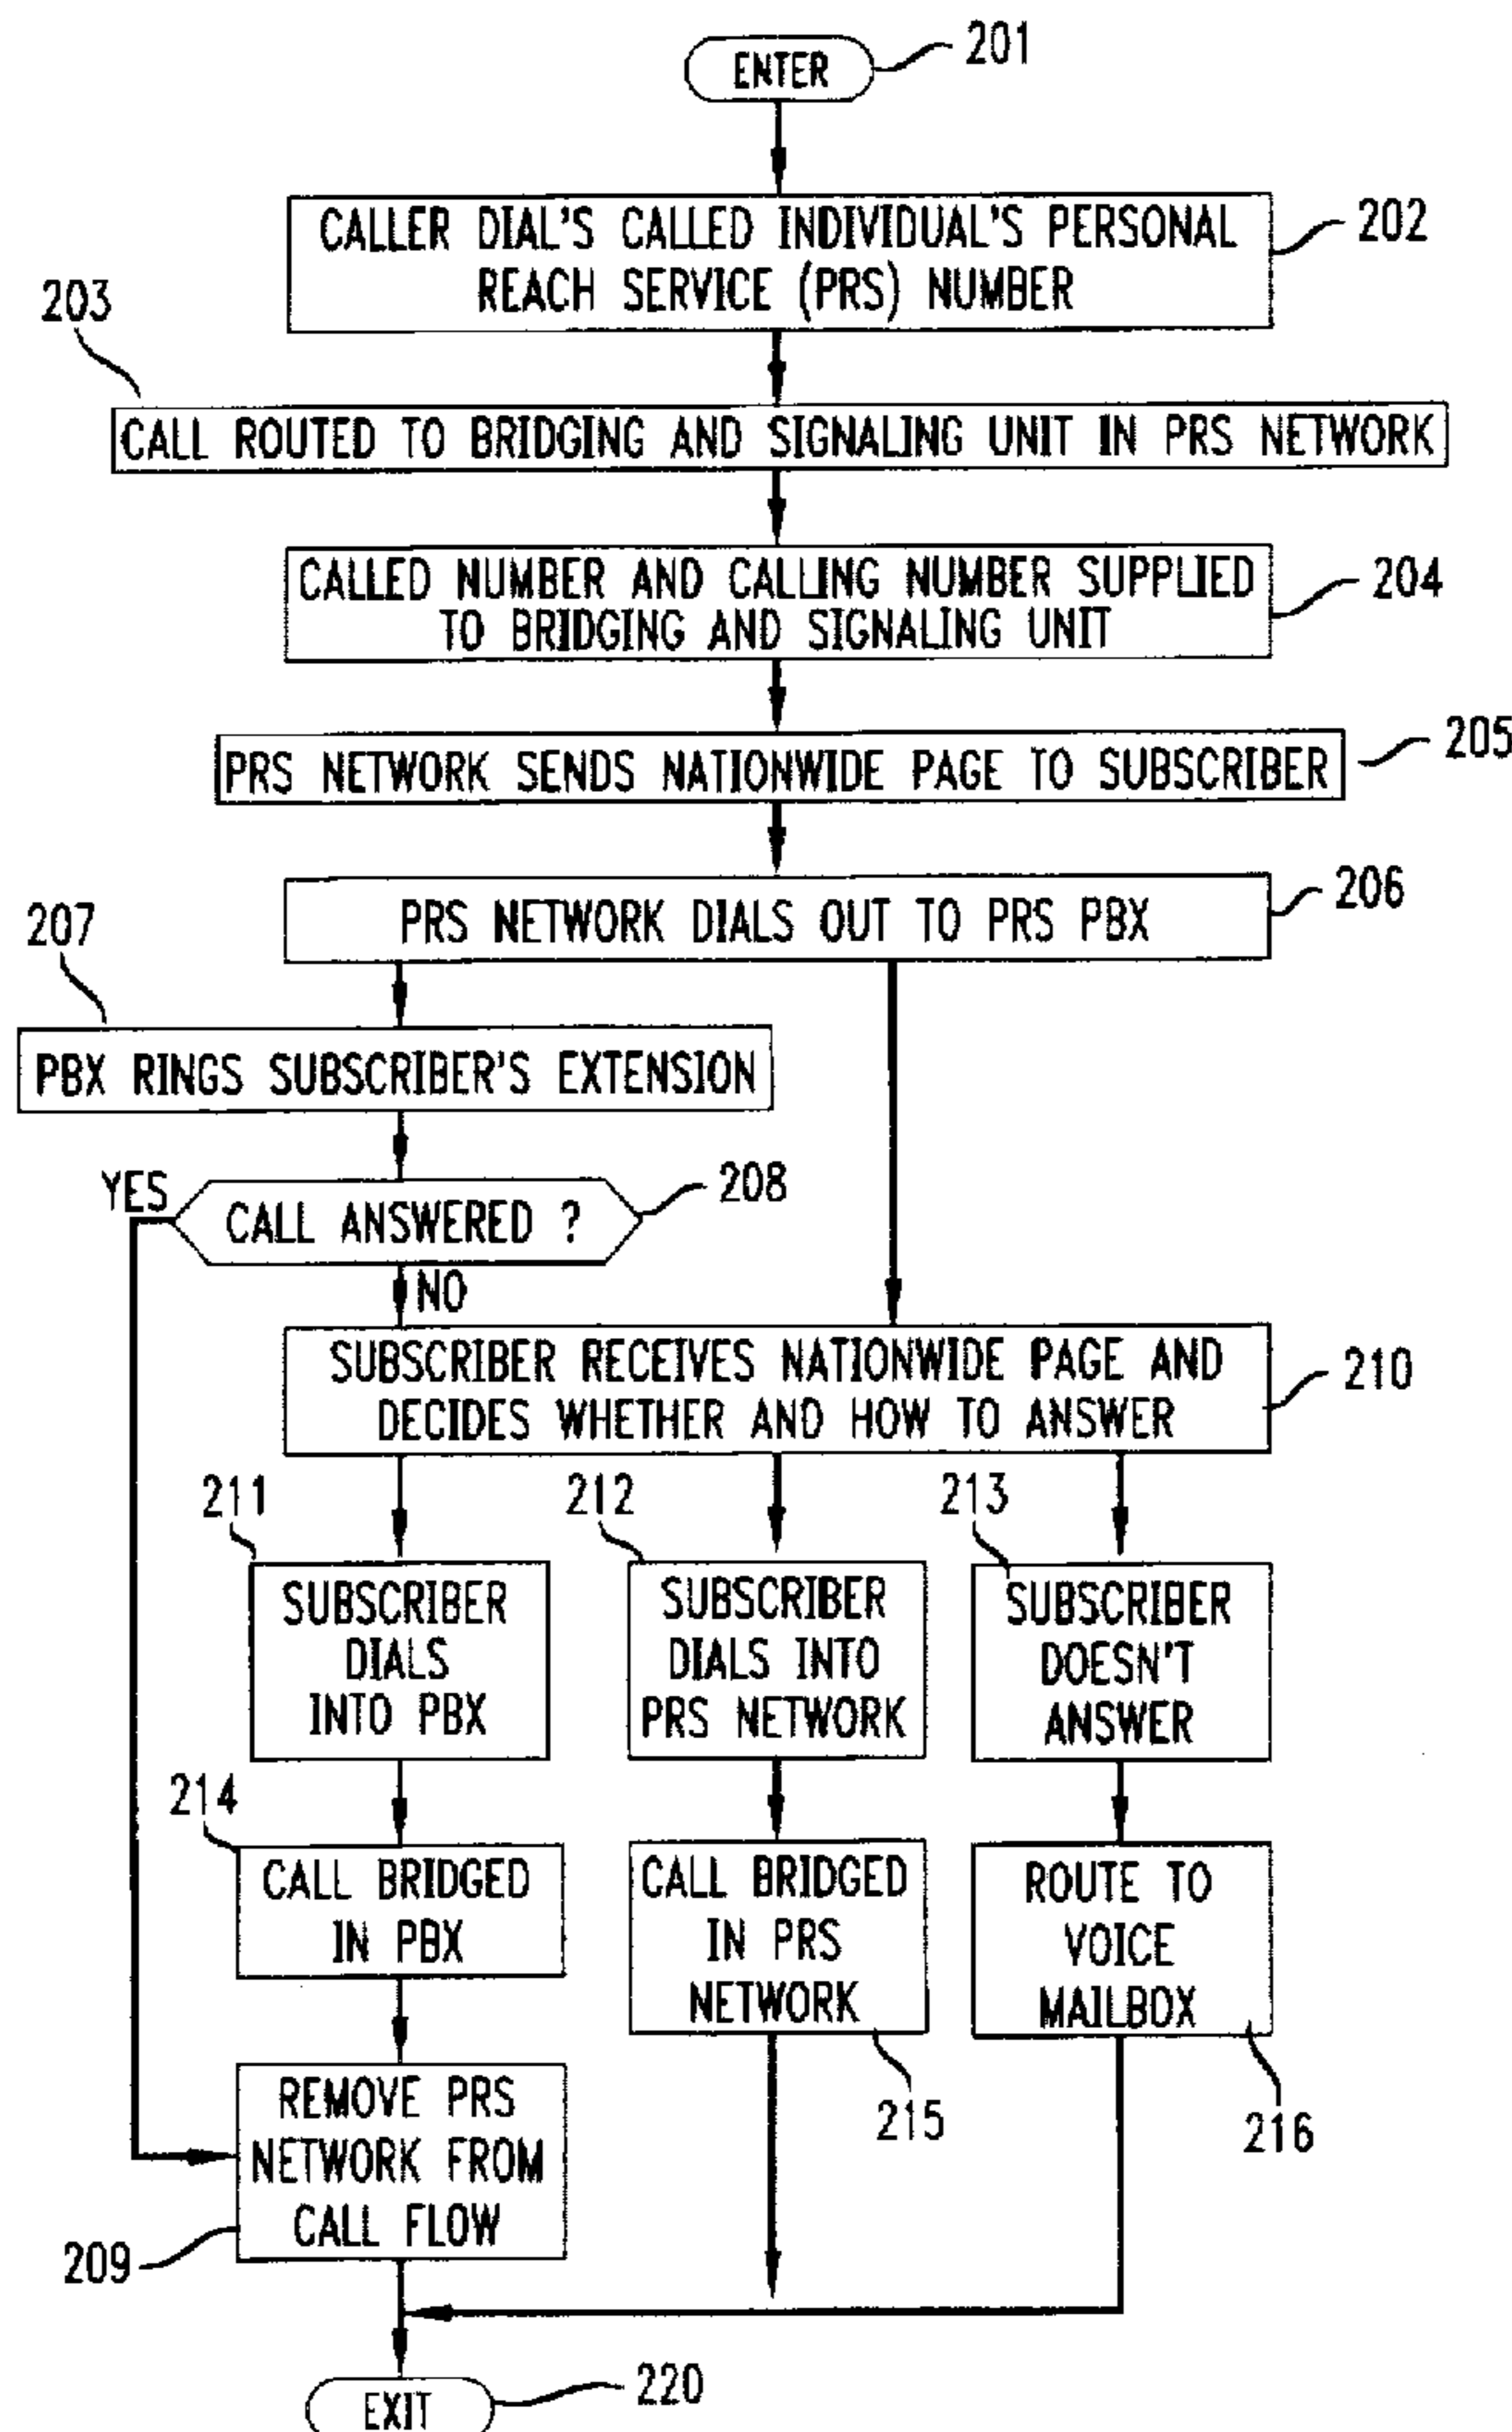 ENTER
201
CALLER DIAL'S CALLED INDIVIDUAL'S PERSONAL
REACH SERVICE (PRS) NUMBER
202
203
CALL ROUTED TO BRIDGING AND SIGNALING UNIT IN PRS NETWORK
CALLED NUMBER AND CALLING NUMBER SUPPLIED
TO BRIDGING AND SIGNALING UNIT
204
PRS NETWORK SENDS NATIONWIDE PAGE TO SUBSCRIBER
205
PRS NETWORK DIALS OUT TO PRS PBX
206
207
PBX RINGS SUBSCRIBER'S EXTENSION
YES
CALL ANSWERED ?
208
NO
SUBSCRIBER RECEIVES NATIONWIDE PAGE AND
DECIDES WHETHER AND HOW TO ANSWER
210
211
SUBSCRIBER
DIALS
INTO PBX
212
SUBSCRIBER
DIALS INTO
PRS NETWORK
213
SUBSCRIBER
DOESN'T
ANSWER
214
CALL BRIDGED
IN PBX
CALL BRIDGED
IN PRS
NETWORK
215
ROUTE TO
VOICE
MAILBOX
216
REMOVE PRS
NETWORK FROM
CALL FLOW
209
EXIT
220